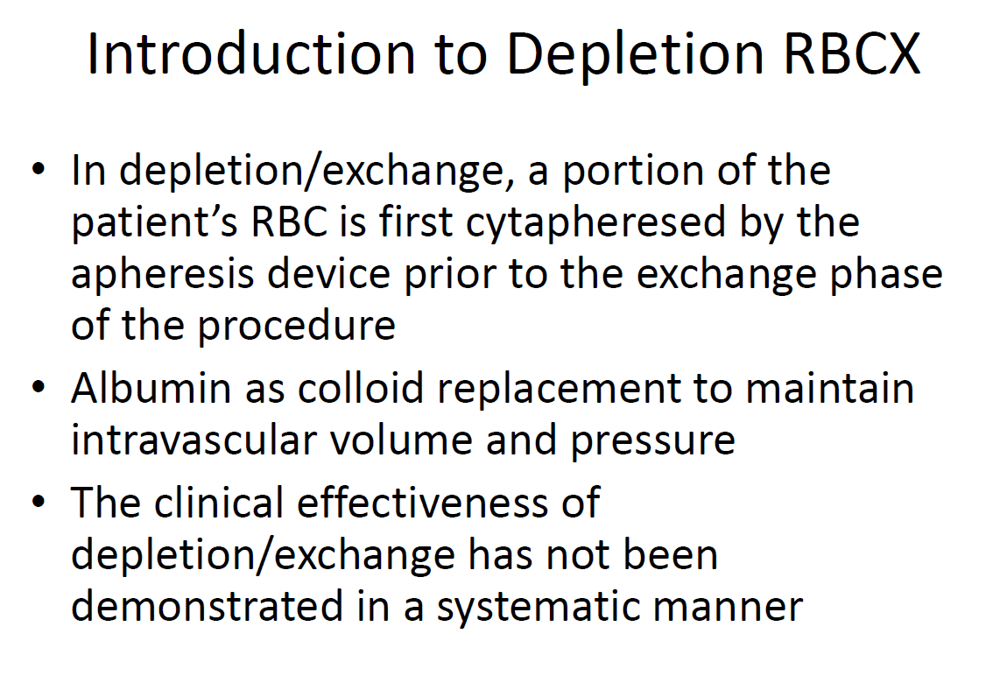 Introduction to Depletion RBCX
• In depletion/exchange, a portion of the
patient’s RBC is first cytapheresed by the
apheresis device prior to the exchange phase
of the procedure
• Albumin as colloid replacement to maintain
intravascular volume and pressure
• The clinical effectiveness of
depletion/exchange has not been
demonstrated in a systematic manner